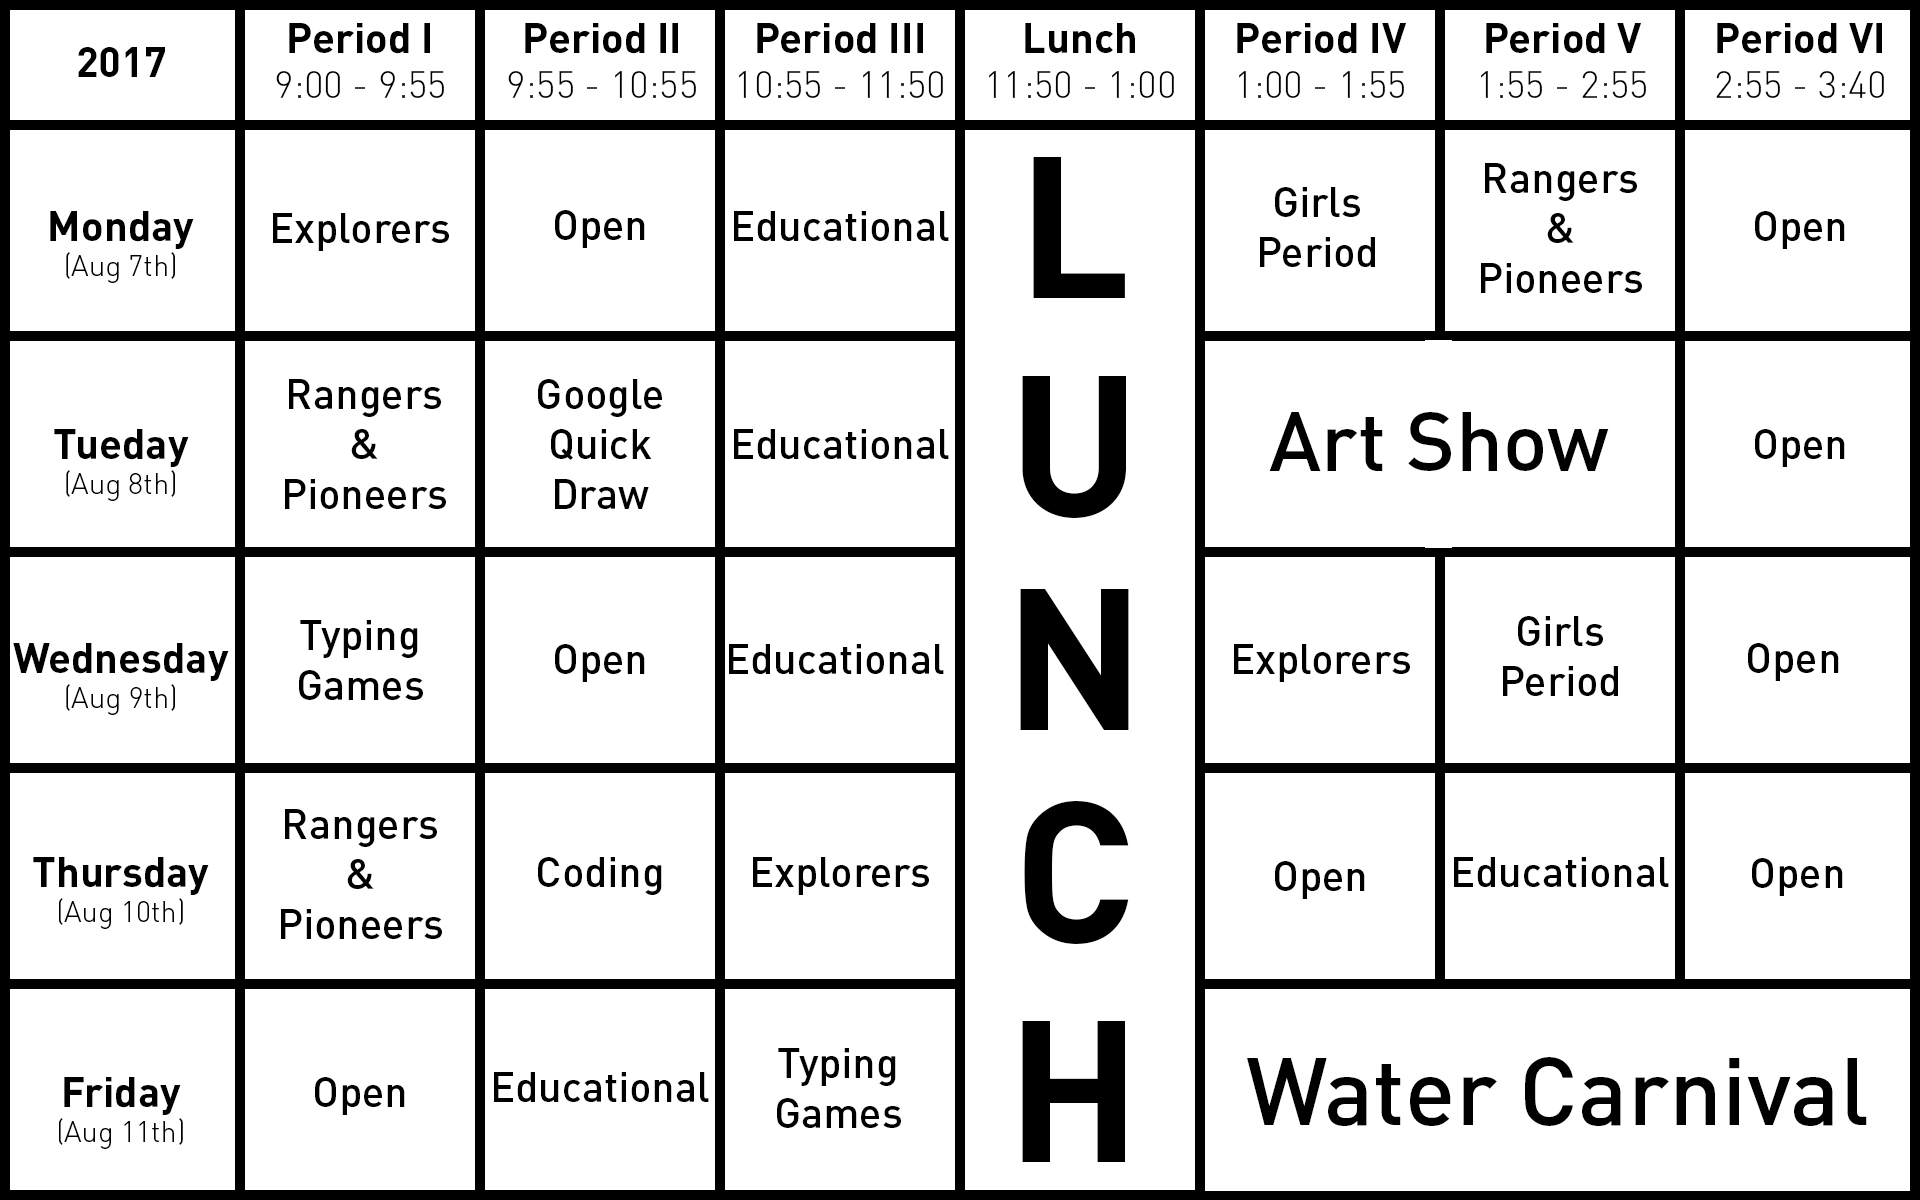 2017
Period I
9:00 - 9:55
Period II
9:55 - 10:55
Period III
10:55 - 11:50
Lunch
11:50 - 1:00
Period IV
1:00 - 1:55
Period V
1:55 - 2:55
Period VI
2:55 - 3:40
Monday
(Aug 7th)
Explorers
Open
Educational
Girls
Period
Rangers
&
Pioneers
Open
Tueday
(Aug 8th)
Rangers
&
Pioneers
Google
Quick
Draw
Educational
Art Show
Open
Wednesday
(Aug 9th)
Typing
Games
Open
Educational
Explorers
Girls
Period
Open
Thursday
(Aug 10th)
Rangers
&
Pioneers
Coding
Explorers
Open
Educational
Open
Friday
(Aug 11th)
Open
Educational
Typing
Games
Water Carnival
L
U
N
C
H